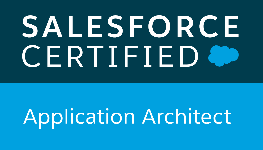 SALESFORCE
CERTIFIED
Application Architect